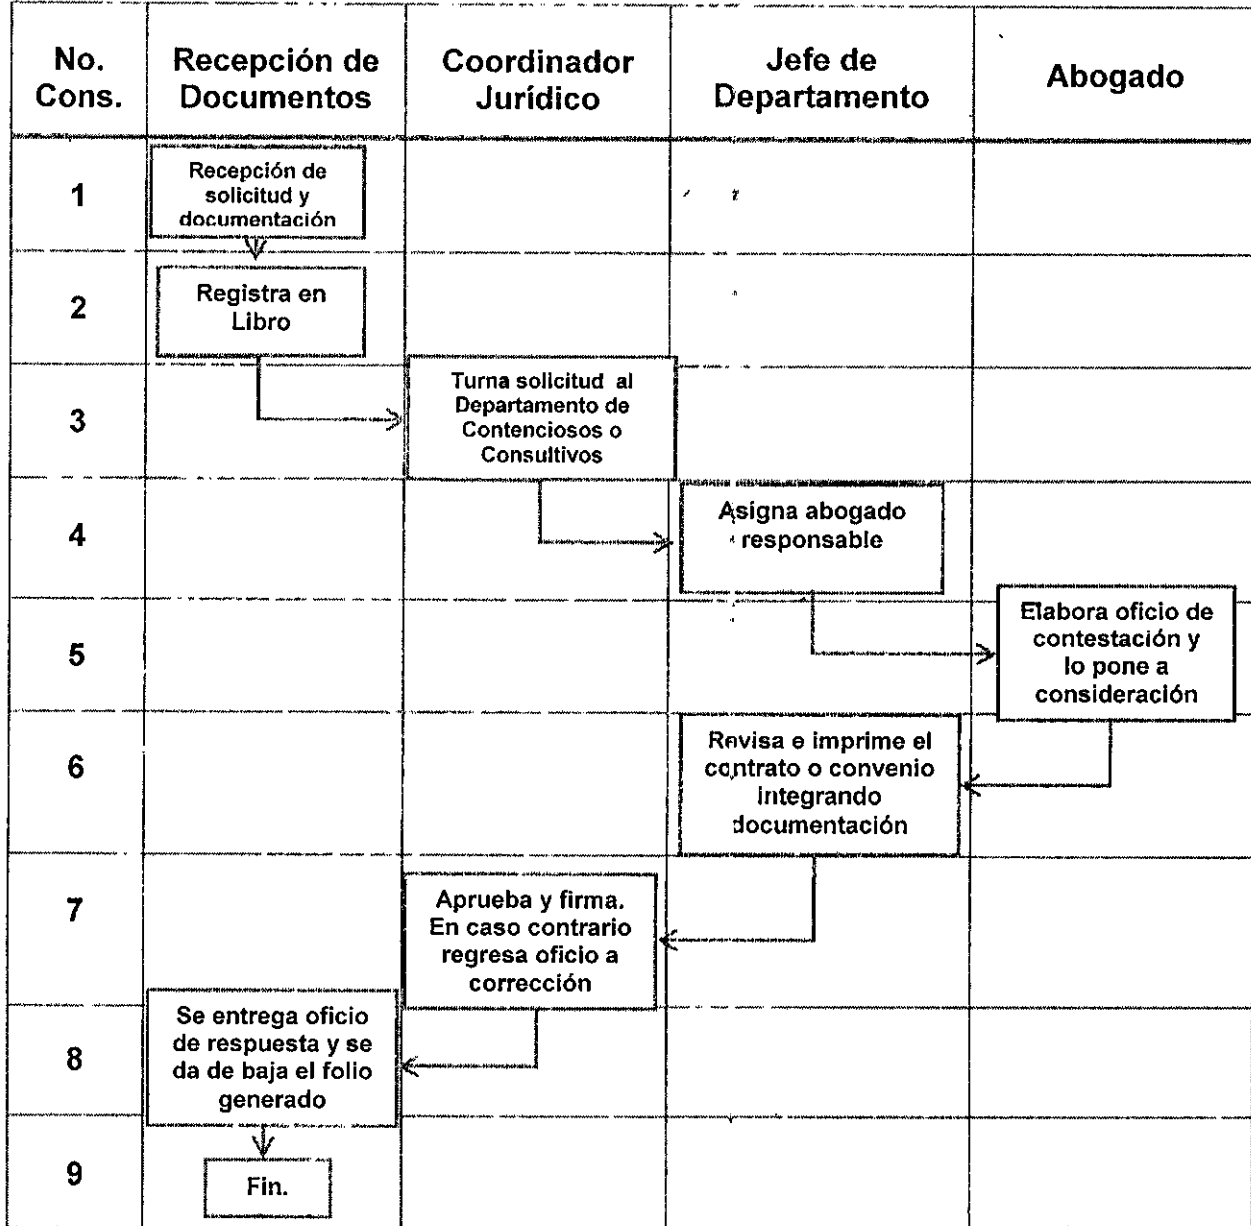 No.
Cons.
Recepción de
Documentos
Coordinador
Jurídico
Jefe de
Departamento
Abogado
1
Recepción de
solicitud y
documentación
2
Registra en
Libro
3
Turna solicitud al
Departamento de
Contenciosos o
Consultivos
4
Asigna abogado
responsable
5
Elabora oficio de
contestación y
lo pone a
consideración
6
Revisa e imprime el
contrato o convenio
integrando
documentación
7
Aprueba y firma.
En caso contrario
regresa oficio a
corrección
8
Se entrega oficio
de respuesta y se
da de baja el folio
generado
9
Fin.